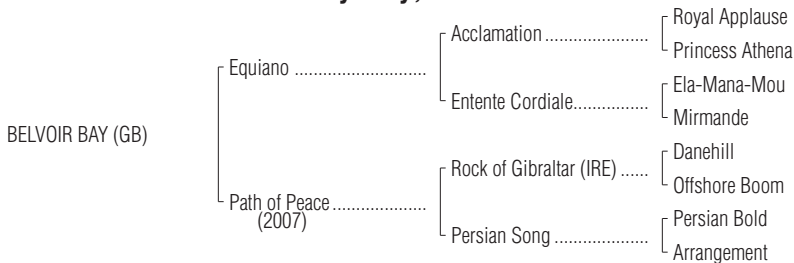 Royal Applause
Acclamation ......................
Princess Athena
Equiano ............................
Ela-Mana-Mou
Entente Cordiale................
Mirmande
BELVOIR BAY (GB)
Danehill
Rock of Gibraltar (IRE) ......
Offshore Boom
Path of Peace....................
(2007)
Persian Bold
Persian Song ....................
Arrangement